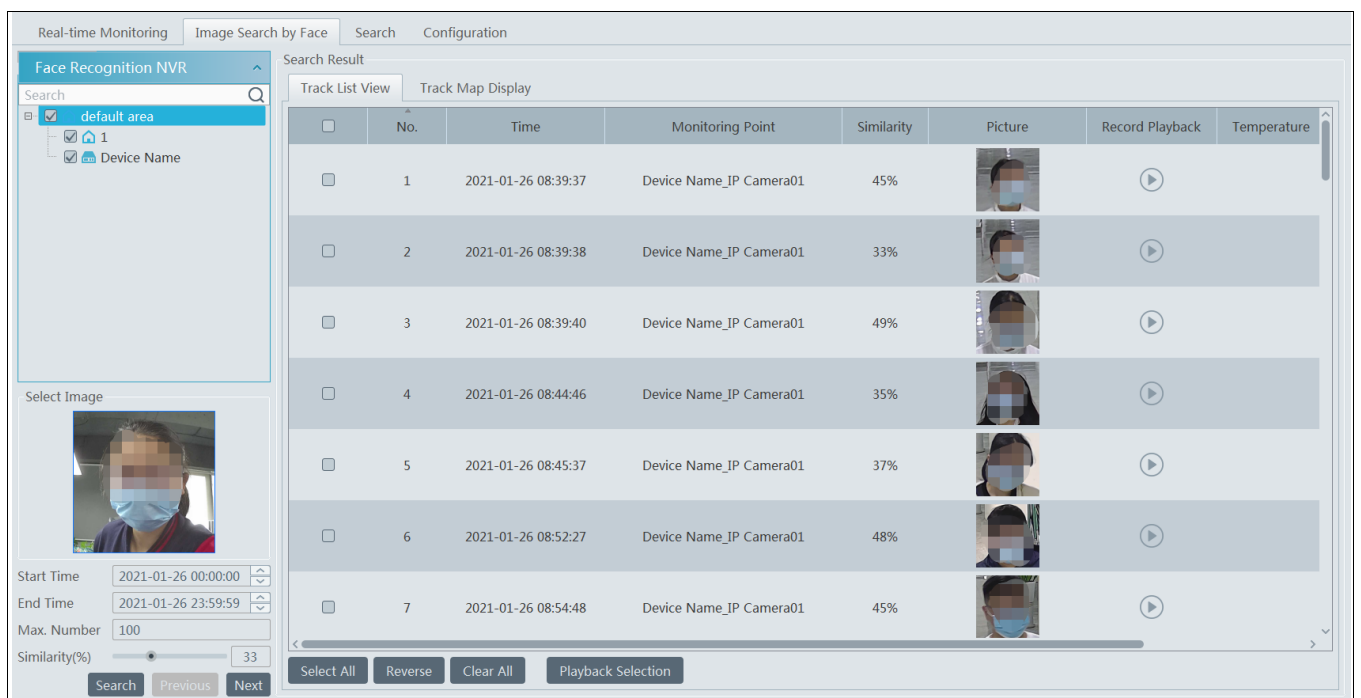 Real-time Monitoring Image Search by Face Search Configuration
Face Recognition NVR
Search
default area
1
Device Name
Select Image
Start Time 2021-01-26 00:00:00
End Time 2021-01-26 23:59:59
Max. Number 100
Similarity(%) 33
Search Previous Next
Search Result
Track List View Track Map Display
No. Time Monitoring Point Similarity Picture Record Playback Temperature
1 2021-01-26 08:39:37 Device Name_IP Camera01 45%
2 2021-01-26 08:39:38 Device Name_IP Camera01 33%
3 2021-01-26 08:39:40 Device Name_IP Camera01 49%
4 2021-01-26 08:44:46 Device Name_IP Camera01 35%
5 2021-01-26 08:45:37 Device Name_IP Camera01 37%
6 2021-01-26 08:52:27 Device Name_IP Camera01 48%
7 2021-01-26 08:54:48 Device Name_IP Camera01 45%
Select All Reverse Clear All Playback Selection